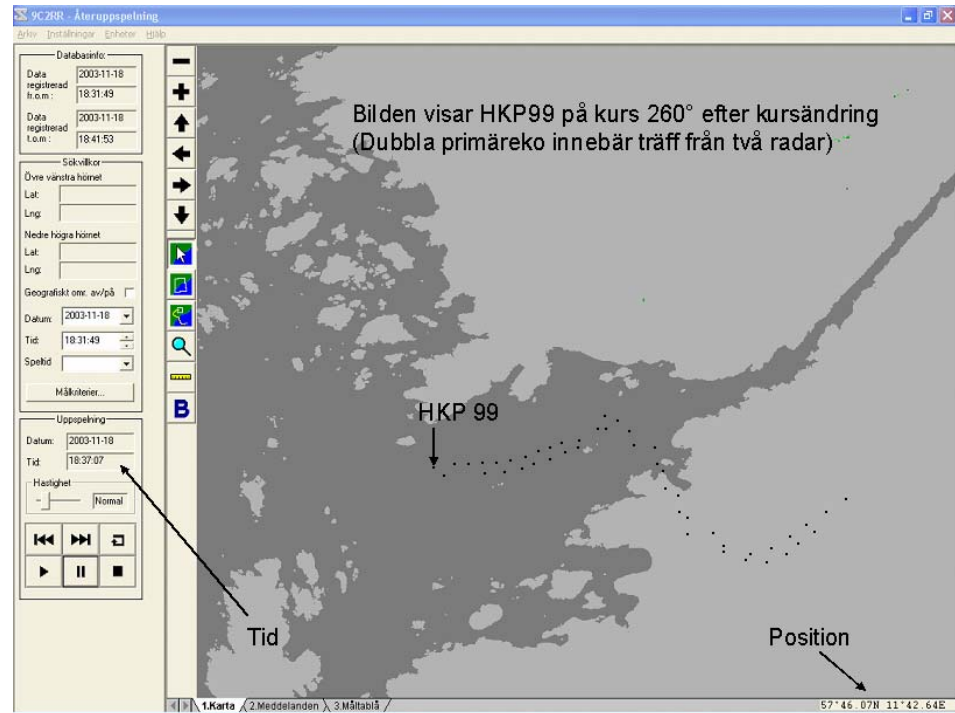 9C2RR - Återuppspelning
Arkiv Inställningar Enheter Hjälp
Databasinfo:
Data registrerad fr.o.m :
2003-11-18
18:31:49
Data registrerad t.o.m :
2003-11-18
18:41:53
Sökvillkor
Övre vänstra hörnet
Lat:
Lng:
Nedre högra hörnet
Lat:
Lng:
Geografiskt omr. av/på
Datum: 2003-11-18
Tid: 18:31:49
Speltid
Målkriterier...
Uppspelning
Datum: 2003-11-18
Tid: 18:37:07
Hastighet
Normal
B
Bilden visar HKP99 på kurs 260° efter kursändring
(Dubbla primäreko innebär träff från två radar)
HKP 99
Tid
Position
1.Karta 2.Meddelanden 3.Måltablå
57°46.07N 11°42.64E